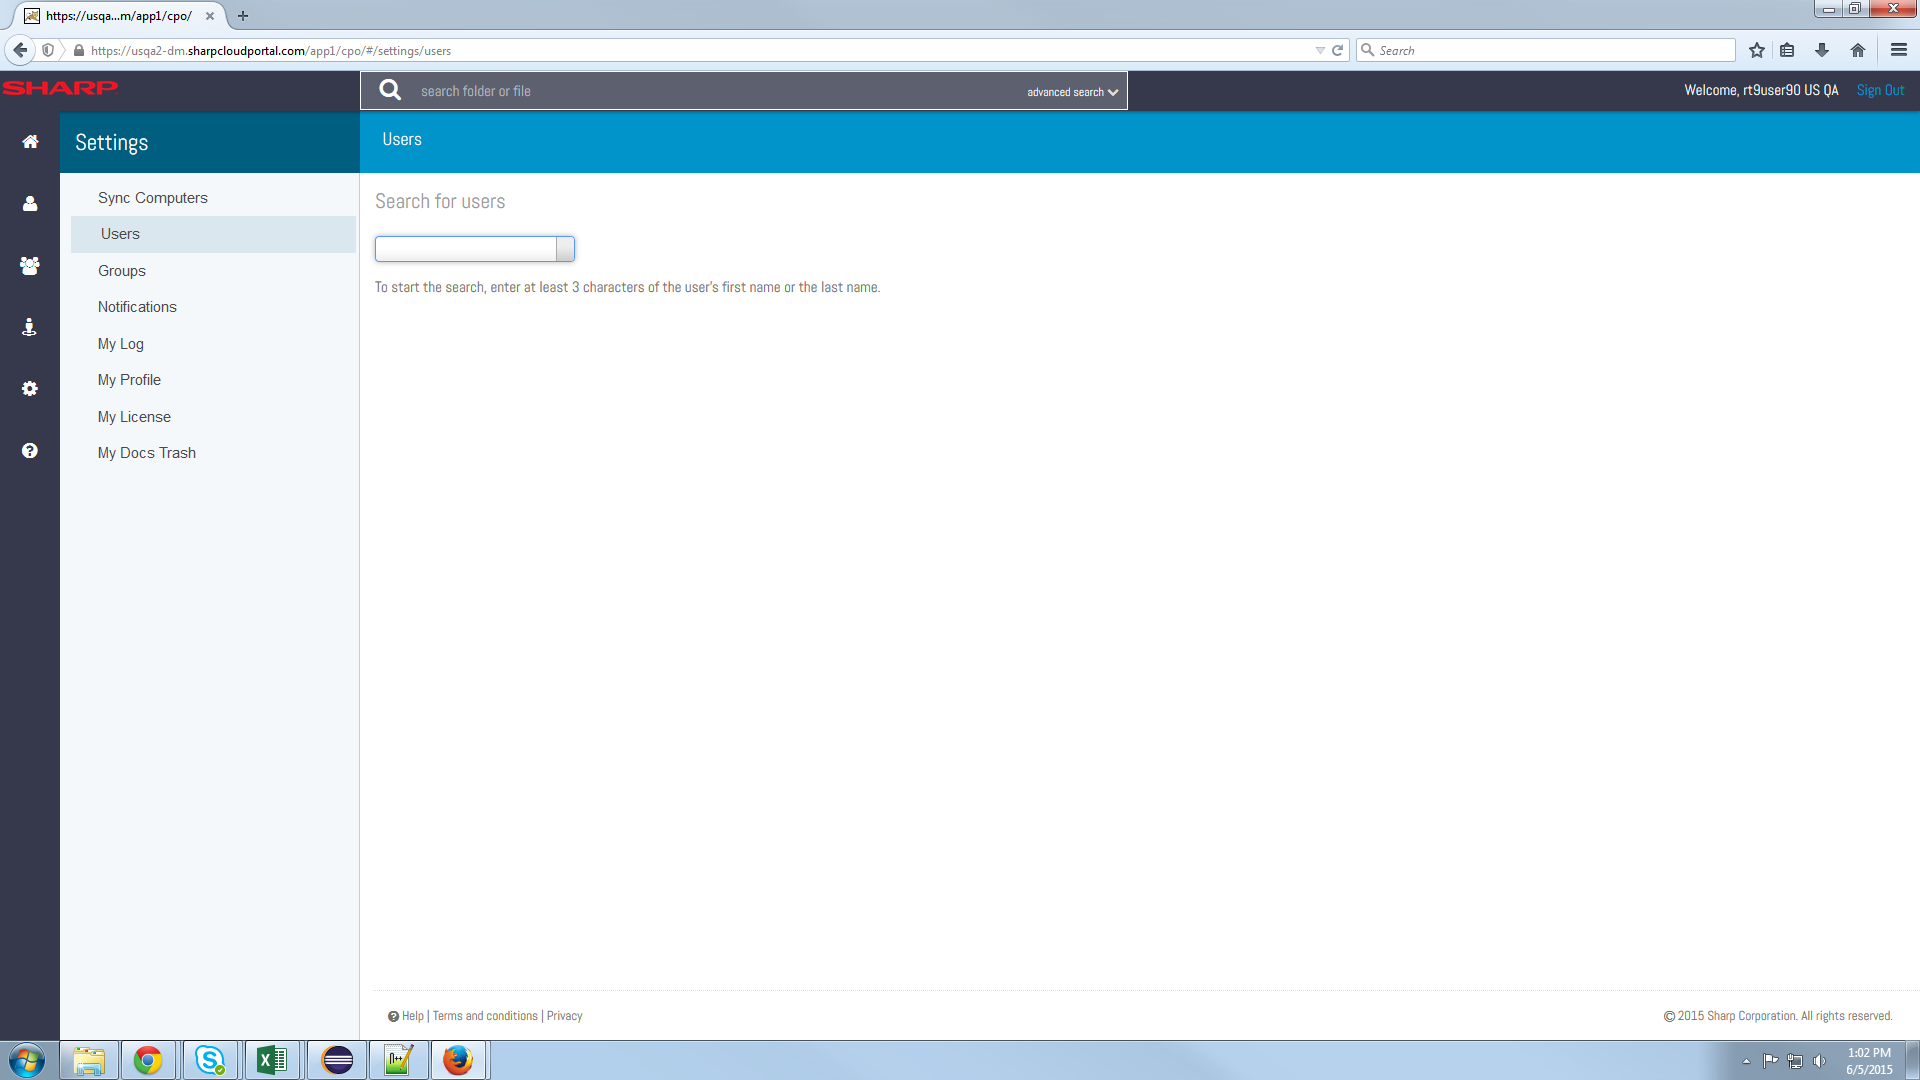 https://usqa...m/app1/cpo/
https://usqa2-dm.sharpcloudportal.com/app1/cpo/#/settings/users
Search
SHARP
search folder or file
advanced search
Welcome, rt9user90 US QA
Sign Out
Settings
Users
Sync Computers
Users
Groups
Notifications
My Log
My Profile
My License
My Docs Trash
Search for users
To start the search, enter at least 3 characters of the user's first name or the last name.
Help | Terms and conditions | Privacy
© 2015 Sharp Corporation. All rights reserved.
1:02 PM
6/5/2015